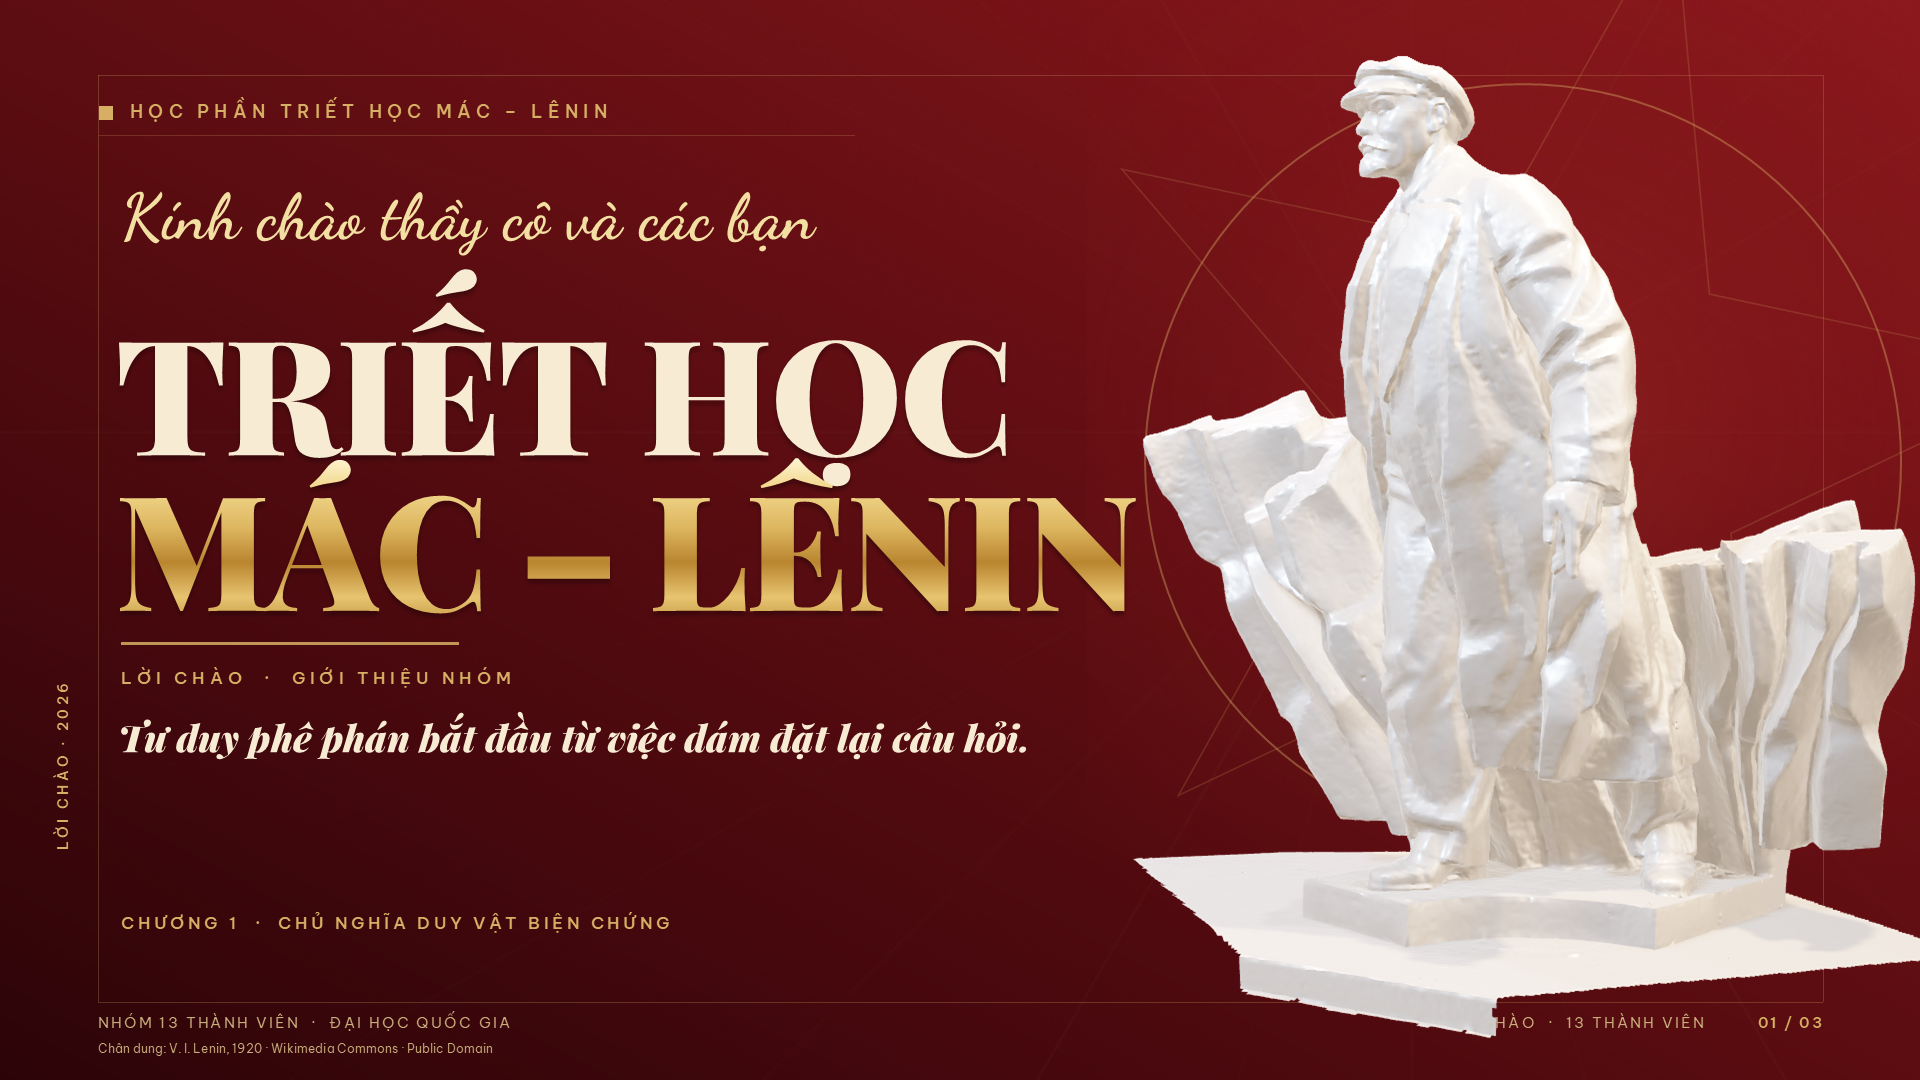 HỌC PHẦN TRIẾT HỌC MÁC – LÊNIN
Kính chào thầy cô và các bạn
TRIẾT HỌC
MÁC – LÊNIN
LỜI CHÀO · GIỚI THIỆU NHÓM
Tư duy phê phán bắt đầu từ việc dám đặt lại câu hỏi.
LỜI CHÀO · 2026
CHƯƠNG 1 · CHỦ NGHĨA DUY VẬT BIỆN CHỨNG
NHÓM 13 THÀNH VIÊN · ĐẠI HỌC QUỐC GIA
Chân dung: V. I. Lenin, 1920 · Wikimedia Commons · Public Domain
13 THÀNH VIÊN 01 / 03